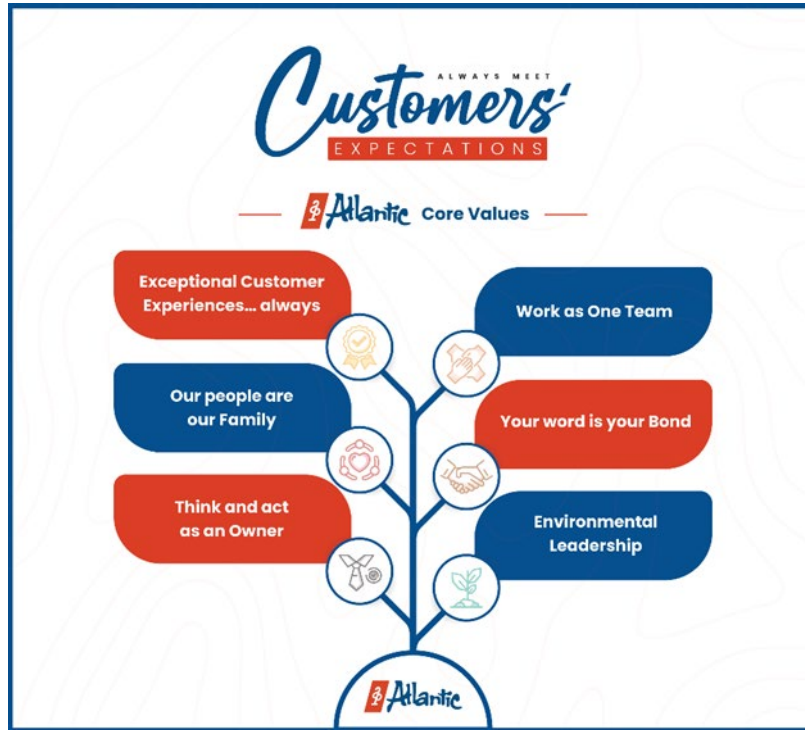 ALWAYS MEET
Customers'
EXPECTATIONS
Atlantic Core Values
Exceptional Customer
Experiences... always
Work as One Team
Our people are
our Family
Your word is your Bond
Think and act
as an Owner
Environmental
Leadership
Atlantic